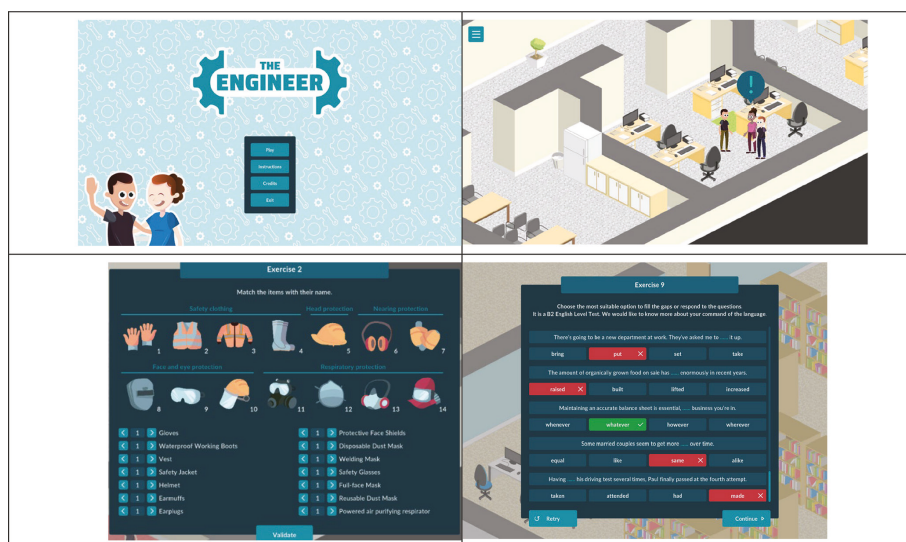 THE
ENGINEER
Play
Instructions
Credits
Exit
!
Exercise 2
Match the items with their name.
Safety clothing
Head protection
Hearing protection
1
2
3
4
5
6
7
Face and eye protection
Respiratory protection
8
9
10
11
12
13
14
1 Gloves
1 Waterproof Working Boots
1 Vest
1 Safety Jacket
1 Helmet
1 Earmuffs
1 Earpiugs
1 Protective Face Shields
1 Disposable Dust Mask
1 Welding Mask
1 Safety Glasses
1 Full-face Mask
1 Reusable Dust Mask
1 Powered air purifying respirator
Validate
Exercise 9
Choose the most suitable option to fill the gaps or respond to the questions.
It is a B2 English Level Test. We would like to know more about your command of the language
There's going to be a new department at work. They've asked me to .... it up.
bring put set take
The amount of organically grown food on sale has .... enormously in recent years.
raised built lifted increased
Maintaining an accurate balance sheet is essential, .... business you're in.
whenever whatever however wherever
Some married couples seem to get more .... over time.
equal like same alike
Having .... his driving test several times, Paul finally passed at the fourth attempt.
taken attended had made
Retry
Continue >